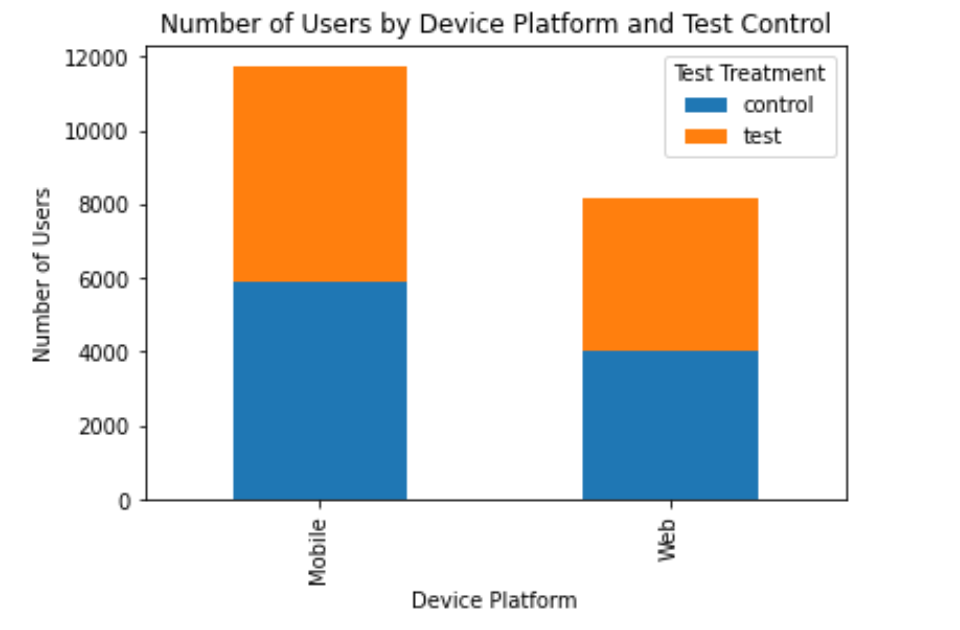 Number of Users by Device Platform and Test Control
Number of Users
12000
10000
8000
6000
4000
2000
0
Test Treatment
control
test
Mobile
Web
Device Platform